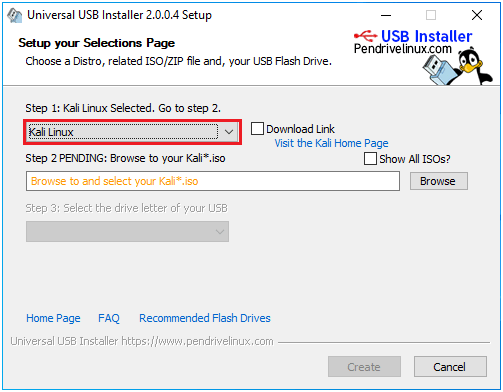 Universal USB Installer 2.0.0.4 Setup
Setup your Selections Page
Choose a Distro, related ISO/ZIP file and, your USB Flash Drive.
USB Installer
Pendrivelinux.com
Step 1: Kali Linux Selected. Go to step 2.
Kali Linux
Download Link
Visit the Kali Home Page
Step 2 PENDING: Browse to your Kali*.iso
Show All ISOs?
Browse to and select your Kali*.iso
Browse
Step 3: Select the drive letter of your USB
Home Page FAQ Recommended Flash Drives
Universal USB Installer https://www.pendrivelinux.com
Create Cancel